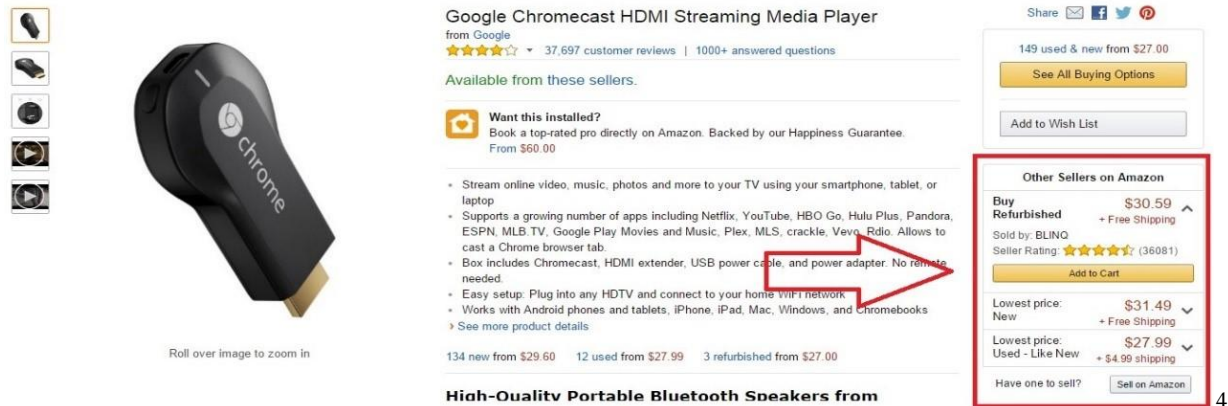 chrome
Roll over image to zoom in
Google Chromecast HDMI Streaming Media Player
from Google
37,697 customer reviews | 1000+ answered questions
Available from these sellers.
Want this installed?
Book a top-rated pro directly on Amazon. Backed by our Happiness Guarantee.
From $60.00
Stream online video, music, photos and more to your TV using your smartphone, tablet, or
laptop
Supports a growing number of apps including Netflix, YouTube, HBO Go, Hulu Plus, Pandora,
ESPN, MLB.TV, Google Play Movies and Music, Plex, MLS, crackle, Vevo, Rdio. Allows to
cast a Chrome browser tab.
Box includes Chromecast, HDMI extender, USB power cable, and power adapter. No remote
needed.
Easy setup: Plug into any HDTV and connect to your home WiFi network
Works with Android phones and tablets, iPhone, iPad, Mac, Windows, and Chromebooks
› See more product details
134 new from $29.60 12 used from $27.99 3 refurbished from $27.00
High-Quality Portable Bluetooth Speakers from
Share
149 used & new from $27.00
See All Buying Options
Add to Wish List
Other Sellers on Amazon
Buy Refurbished $30.59
+ Free Shipping
Sold by: BLINQ
Seller Rating: (36081)
Add to Cart
Lowest price: New $31.49
+ Free Shipping
Lowest price: Used - Like New $27.99
+ $4.99 shipping
Have one to sell? Sell on Amazon
4